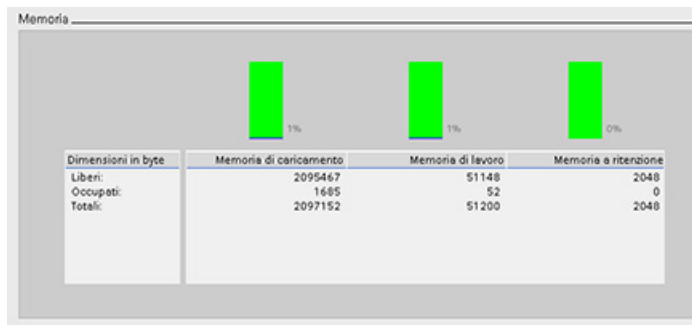 Memoria
1% 1% 0%
Dimensioni in byte Memoria di caricamento Memoria di lavoro Memoria a ritenzione
Liberi: 2095467 51148 2048
Occupati: 1685 52 0
Totali: 2097152 51200 2048